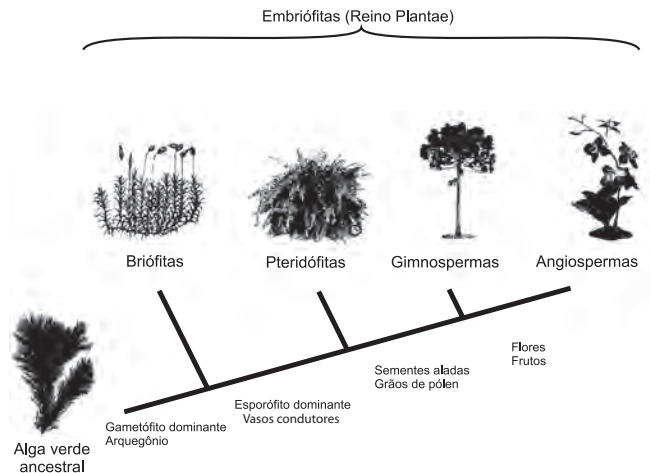 Embriófitas (Reino Plantae)
Briófitas
Pteridófitas
Gimnospermas
Angiospermas
Flores
Frutos
Sementes aladas
Grãos de pólen
Esporófito dominante
Vasos condutores
Gametófito dominante
Arquegônio
Alga verde
ancestral